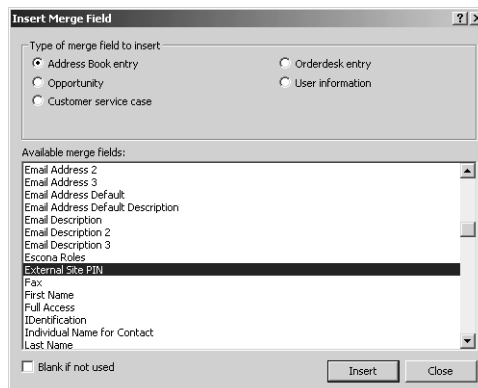 Insert Merge Field
Type of merge field to insert
Address Book entry
Orderdesk entry
Opportunity
User information
Customer service case
Available merge fields:
Email Address 2
Email Address 3
Email Address Default
Email Address Default Description
Email Description
Email Description 2
Email Description 3
Escona Roles
External Site PIN
Fax
First Name
Full Access
IDentification
Individual Name for Contact
Last Name
Blank if not used
Insert
Close